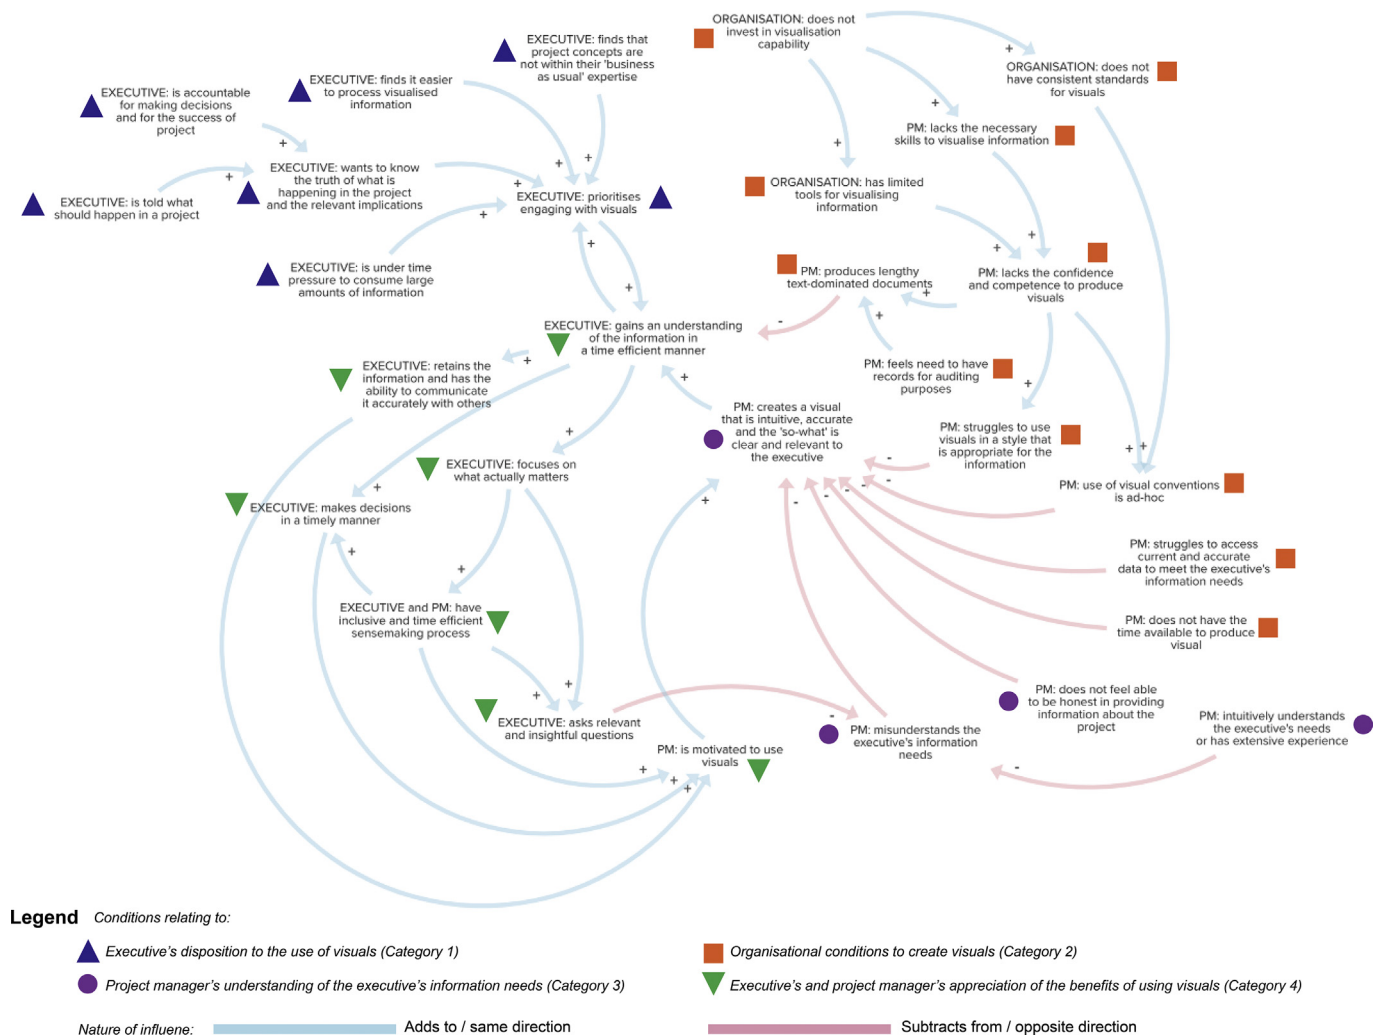 ORGANISATION: does not
invest in visualisation
capability
EXECUTIVE: finds that
project concepts are
not within their 'business
as usual' expertise
+
ORGANISATION: does not
have consistent standards
for visuals
EXECUTIVE: finds it easier
to process visualised
information
EXECUTIVE: is accountable
for making decisions
and for the success of
project
+
PM: lacks the necessary
skills to visualise information
+
+
EXECUTIVE: wants to know
the truth of what is
happening in the project
and the relevant implications
+
+
+
+
EXECUTIVE: is told what
should happen in a project
EXECUTIVE: prioritises
engaging with visuals
+
ORGANISATION: has limited
tools for visualising
information
+
+
+
EXECUTIVE: is under time
pressure to consume large
amounts of information
+
PM: produces lengthy
text-dominated documents
+
PM: lacks the confidence
and competence to produce
visuals
-
+
EXECUTIVE: gains an understanding
of the information in
a time efficient manner
+
EXECUTIVE: retains the
information and has the
ability to communicate
it accurately with others
PM: feels need to have
records for auditing
purposes
+
+
PM: creates a visual
that is intuitive, accurate
and the 'so-what' is
clear and relevant to
the executive
PM: struggles to use
visuals in a style that
is appropriate for the
information
+
+ +
-
EXECUTIVE: focuses on
what actually matters
+
PM: use of visual conventions
is ad-hoc
- - - - -
+
EXECUTIVE: makes decisions
in a timely manner
+
PM: struggles to access
current and accurate
data to meet the executive's
information needs
+
EXECUTIVE and PM: have
inclusive and time efficient
sensemaking process
PM: does not have the
time available to produce
visual
+
+
PM: does not feel able
to be honest in providing
information about the
project
EXECUTIVE: asks relevant
and insightful questions
-
PM: misunderstands the
executive's information
needs
PM: intuitively understands
the executive's needs
or has extensive experience
PM: is motivated to use
visuals
+
+
+
-
Legend Conditions relating to:
Executive's disposition to the use of visuals (Category 1)
Organisational conditions to create visuals (Category 2)
Project manager's understanding of the executive's information needs (Category 3)
Executive's and project manager's appreciation of the benefits of using visuals (Category 4)
Nature of influene:
Adds to / same direction
Subtracts from / opposite direction